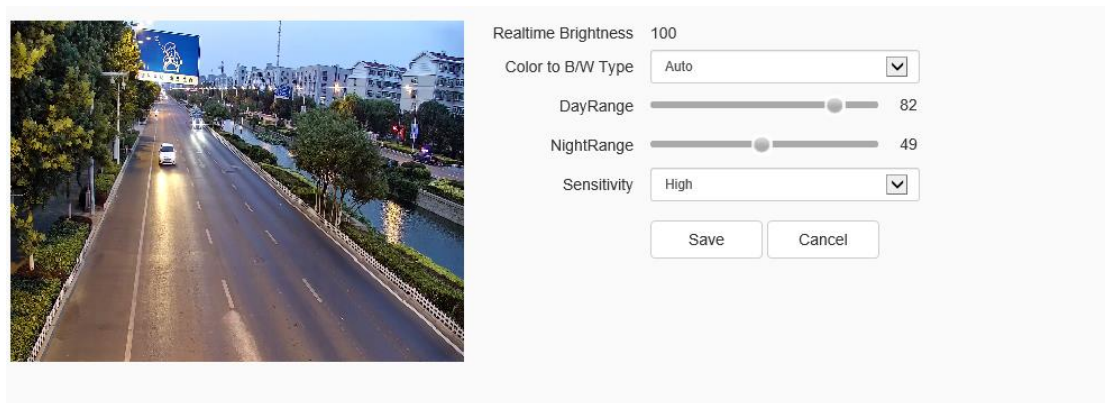 Realtime Brightness 100
Color to B/W Type Auto
DayRange 82
NightRange 49
Sensitivity High
Save Cancel